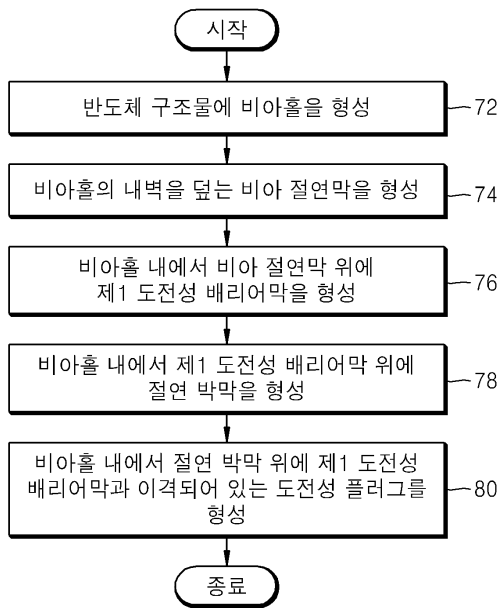 시작
반도체 구조물에 비아홀을 형성
72
비아홀의 내벽을 덮는 비아 절연막을 형성
74
비아홀 내에서 비아 절연막 위에
제1 도전성 배리어막을 형성
76
비아홀 내에서 제1 도전성 배리어막 위에
절연 박막을 형성
78
비아홀 내에서 절연 박막 위에 제1 도전성
배리어막과 이격되어 있는 도전성 플러그를
형성
80
종료